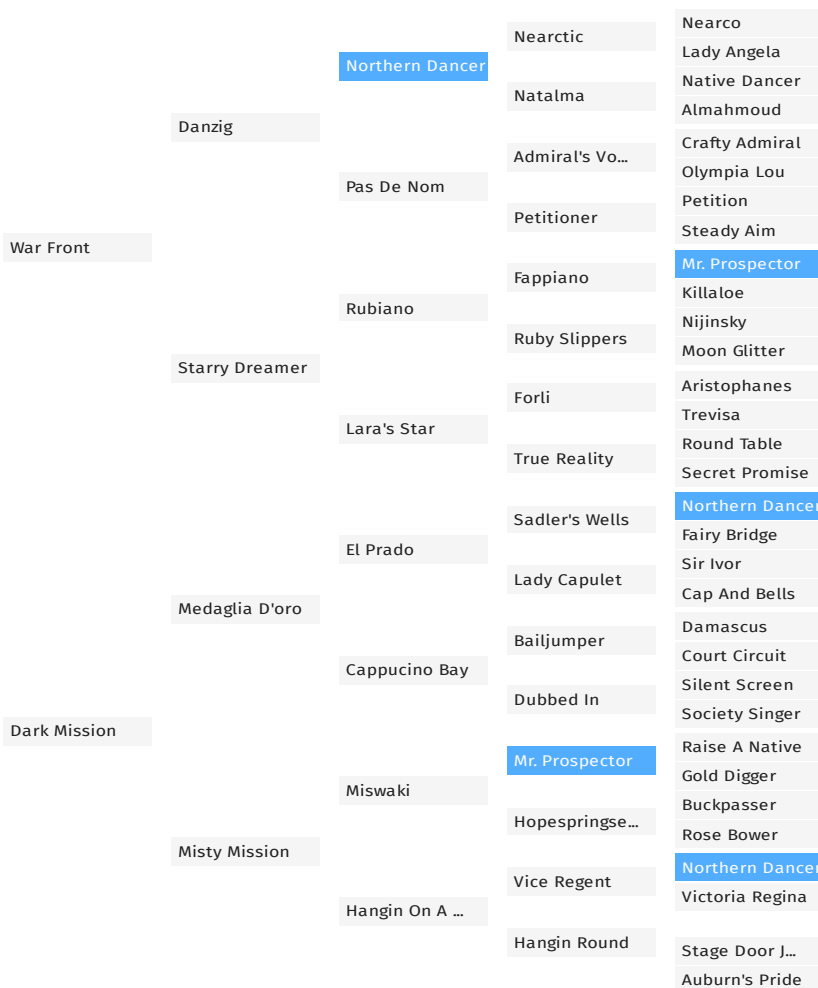 Nearco
Nearctic
Lady Angela
Northern Dancer
Native Dancer
Natalma
Almahmoud
Danzig
Crafty Admiral
Admiral's Vo...
Olympia Lou
Pas De Nom
Petition
Petitioner
Steady Aim
War Front
Mr. Prospector
Fappiano
Killaloe
Rubiano
Nijinsky
Ruby Slippers
Moon Glitter
Starry Dreamer
Aristophanes
Forli
Trevisa
Lara's Star
Round Table
True Reality
Secret Promise
Northern Dancer
Sadler's Wells
Fairy Bridge
El Prado
Sir Ivor
Lady Capulet
Cap And Bells
Medaglia D'oro
Damascus
Bailjumper
Court Circuit
Cappucino Bay
Silent Screen
Dubbed In
Society Singer
Dark Mission
Raise A Native
Mr. Prospector
Gold Digger
Miswaki
Buckpasser
Hopespringse...
Rose Bower
Misty Mission
Northern Dancer
Vice Regent
Victoria Regina
Hangin On A ...
Hangin Round
Stage Door J...
Auburn's Pride